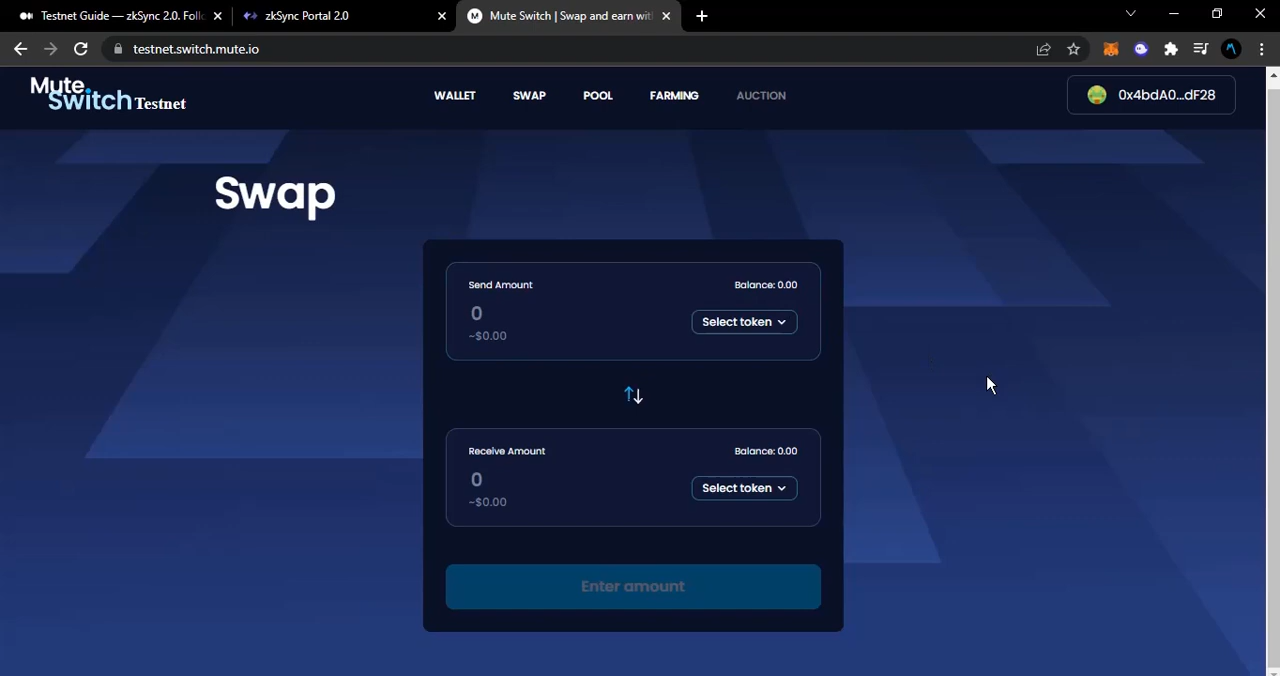 Testnet Guide — zkSync 2.0. Foll
zkSync Portal 2.0
Mute Switch | Swap and earn with
testnet.switch.mute.io
Mute.
Switch Testnet
WALLET SWAP POOL FARMING AUCTION
0x4bdA0...dF28
Swap
Send Amount Balance: 0.00
0 Select token
~$0.00
Receive Amount Balance: 0.00
0 Select token
~$0.00
Enter amount